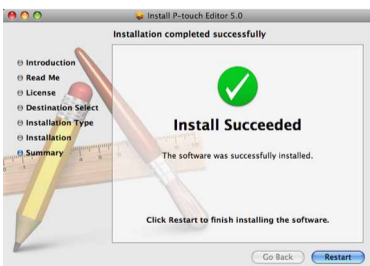 Install P-touch Editor 5.0
Installation completed successfully
Introduction
Read Me
License
Destination Select
Installation Type
Installation
Summary
Install Succeeded
The software was successfully installed.
Click Restart to finish installing the software.
Go Back
Restart